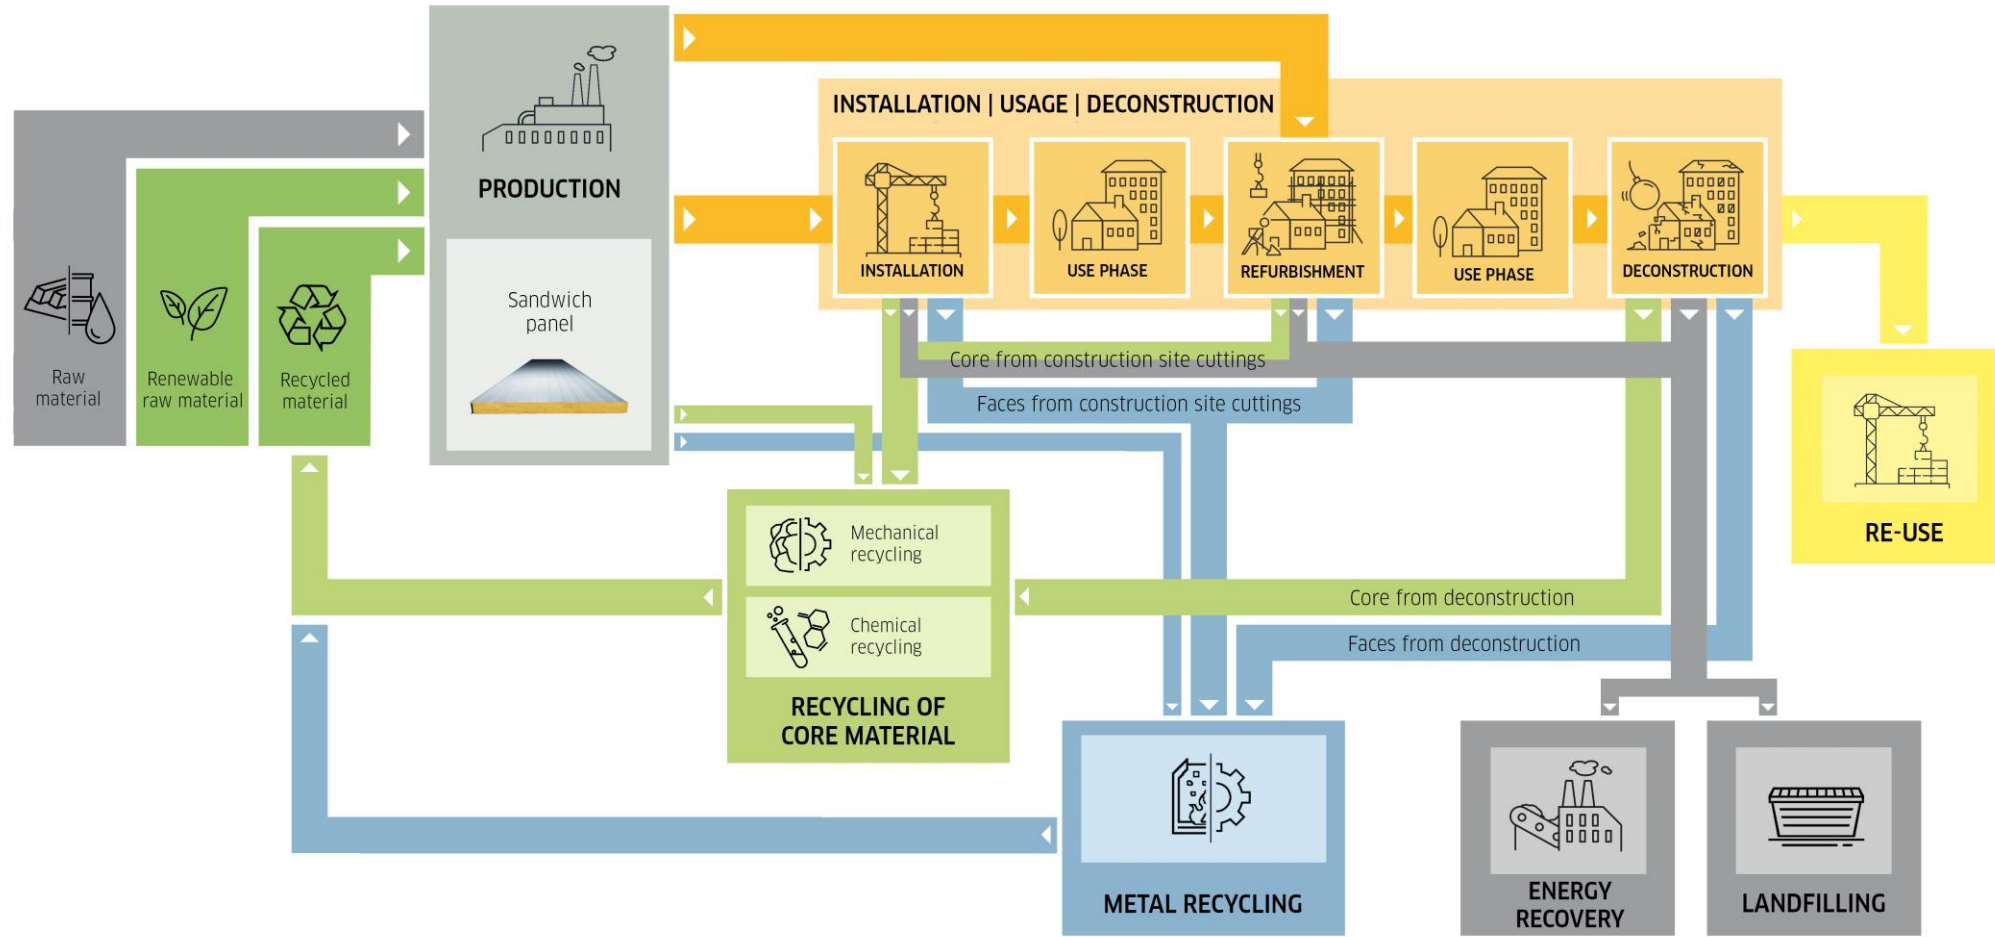 PRODUCTION
Sandwich
panel
Raw
material
Renewable
raw material
Recycled
material
INSTALLATION | USAGE | DECONSTRUCTION
INSTALLATION
USE PHASE
REFURBISHMENT
USE PHASE
DECONSTRUCTION
Core from construction site cuttings
Faces from construction site cuttings
RE-USE
Mechanical
recycling
Chemical
recycling
RECYCLING OF
CORE MATERIAL
Core from deconstruction
Faces from deconstruction
METAL RECYCLING
ENERGY
RECOVERY
LANDFILLING